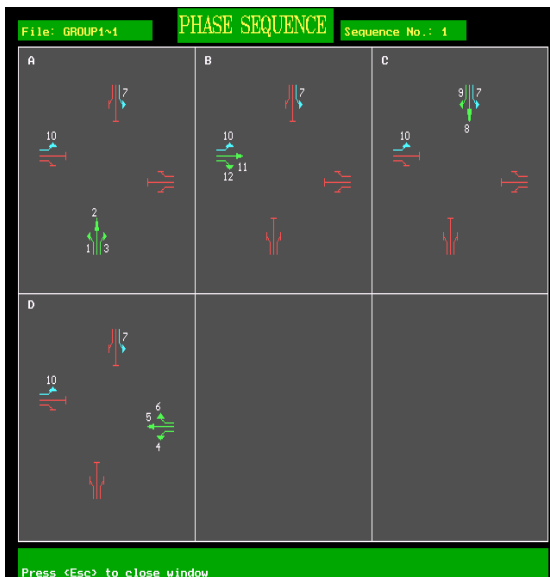 File: GROUP1~1
PHASE SEQUENCE
Sequence No.: 1
A
7
10
2
1 3
B
7
10
11
12
C
9 7
8
10
D
7
10
6
5
4
Press <Esc> to close window